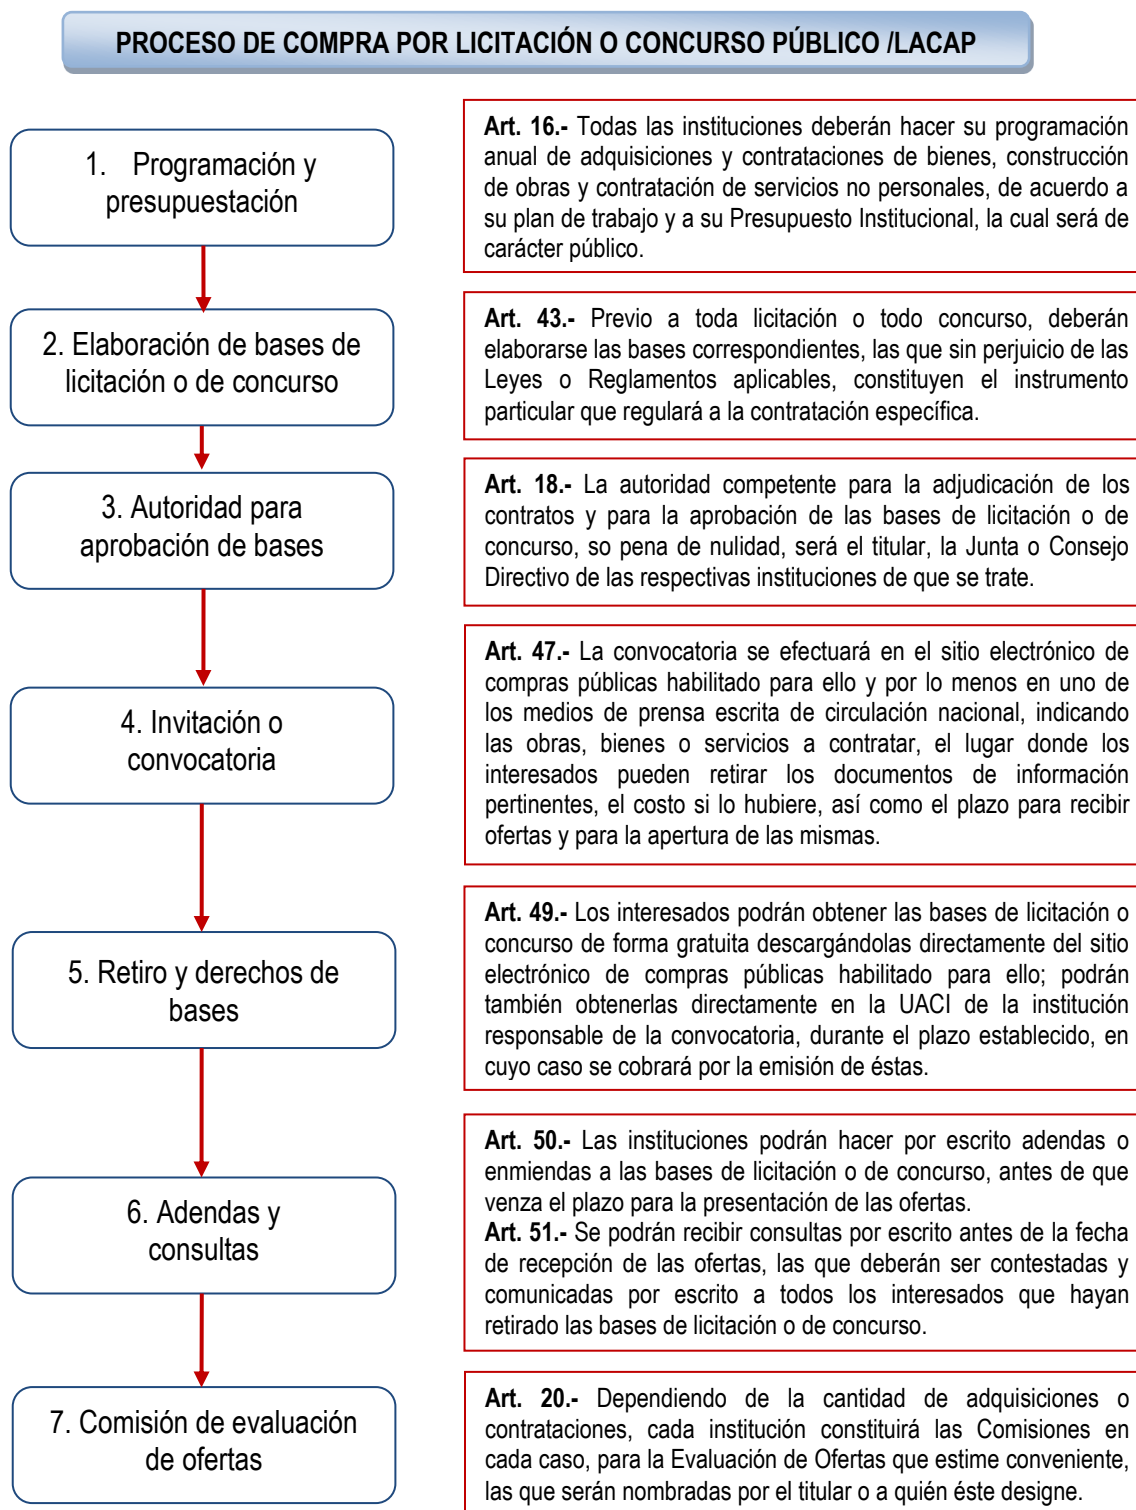 PROCESO DE COMPRA POR LICITACIÓN O CONCURSO PÚBLICO /LACAP
1. Programación y
presupuestación
Art. 16.- Todas las instituciones deberán hacer su programación
anual de adquisiciones y contrataciones de bienes, construcción
de obras y contratación de servicios no personales, de acuerdo a
su plan de trabajo y a su Presupuesto Institucional, la cual será de
carácter público.
2. Elaboración de bases de
licitación o de concurso
Art. 43.- Previo a toda licitación o todo concurso, deberán
elaborarse las bases correspondientes, las que sin perjuicio de las
Leyes o Reglamentos aplicables, constituyen el instrumento
particular que regulará a la contratación específica.
3. Autoridad para
aprobación de bases
Art. 18.- La autoridad competente para la adjudicación de los
contratos y para la aprobación de las bases de licitación o de
concurso, so pena de nulidad, será el titular, la Junta o Consejo
Directivo de las respectivas instituciones de que se trate.
4. Invitación o
convocatoria
Art. 47.- La convocatoria se efectuará en el sitio electrónico de
compras públicas habilitado para ello y por lo menos en uno de
los medios de prensa escrita de circulación nacional, indicando
las obras, bienes o servicios a contratar, el lugar donde los
interesados pueden retirar los documentos de información
pertinentes, el costo si lo hubiere, así como el plazo para recibir
ofertas y para la apertura de las mismas.
5. Retiro y derechos de
bases
Art. 49.- Los interesados podrán obtener las bases de licitación o
concurso de forma gratuita descargándolas directamente del sitio
electrónico de compras públicas habilitado para ello; podrán
también obtenerlas directamente en la UACI de la institución
responsable de la convocatoria, durante el plazo establecido, en
cuyo caso se cobrará por la emisión de éstas.
6. Adendas y
consultas
Art. 50.- Las instituciones podrán hacer por escrito adendas o
enmiendas a las bases de licitación o de concurso, antes de que
venza el plazo para la presentación de las ofertas.
Art. 51.- Se podrán recibir consultas por escrito antes de la fecha
de recepción de las ofertas, las que deberán ser contestadas y
comunicadas por escrito a todos los interesados que hayan
retirado las bases de licitación o de concurso.
7. Comisión de evaluación
de ofertas
Art. 20.- Dependiendo de la cantidad de adquisiciones o
contrataciones, cada institución constituirá las Comisiones en
cada caso, para la Evaluación de Ofertas que estime conveniente,
las que serán nombradas por el titular o a quién éste designe.